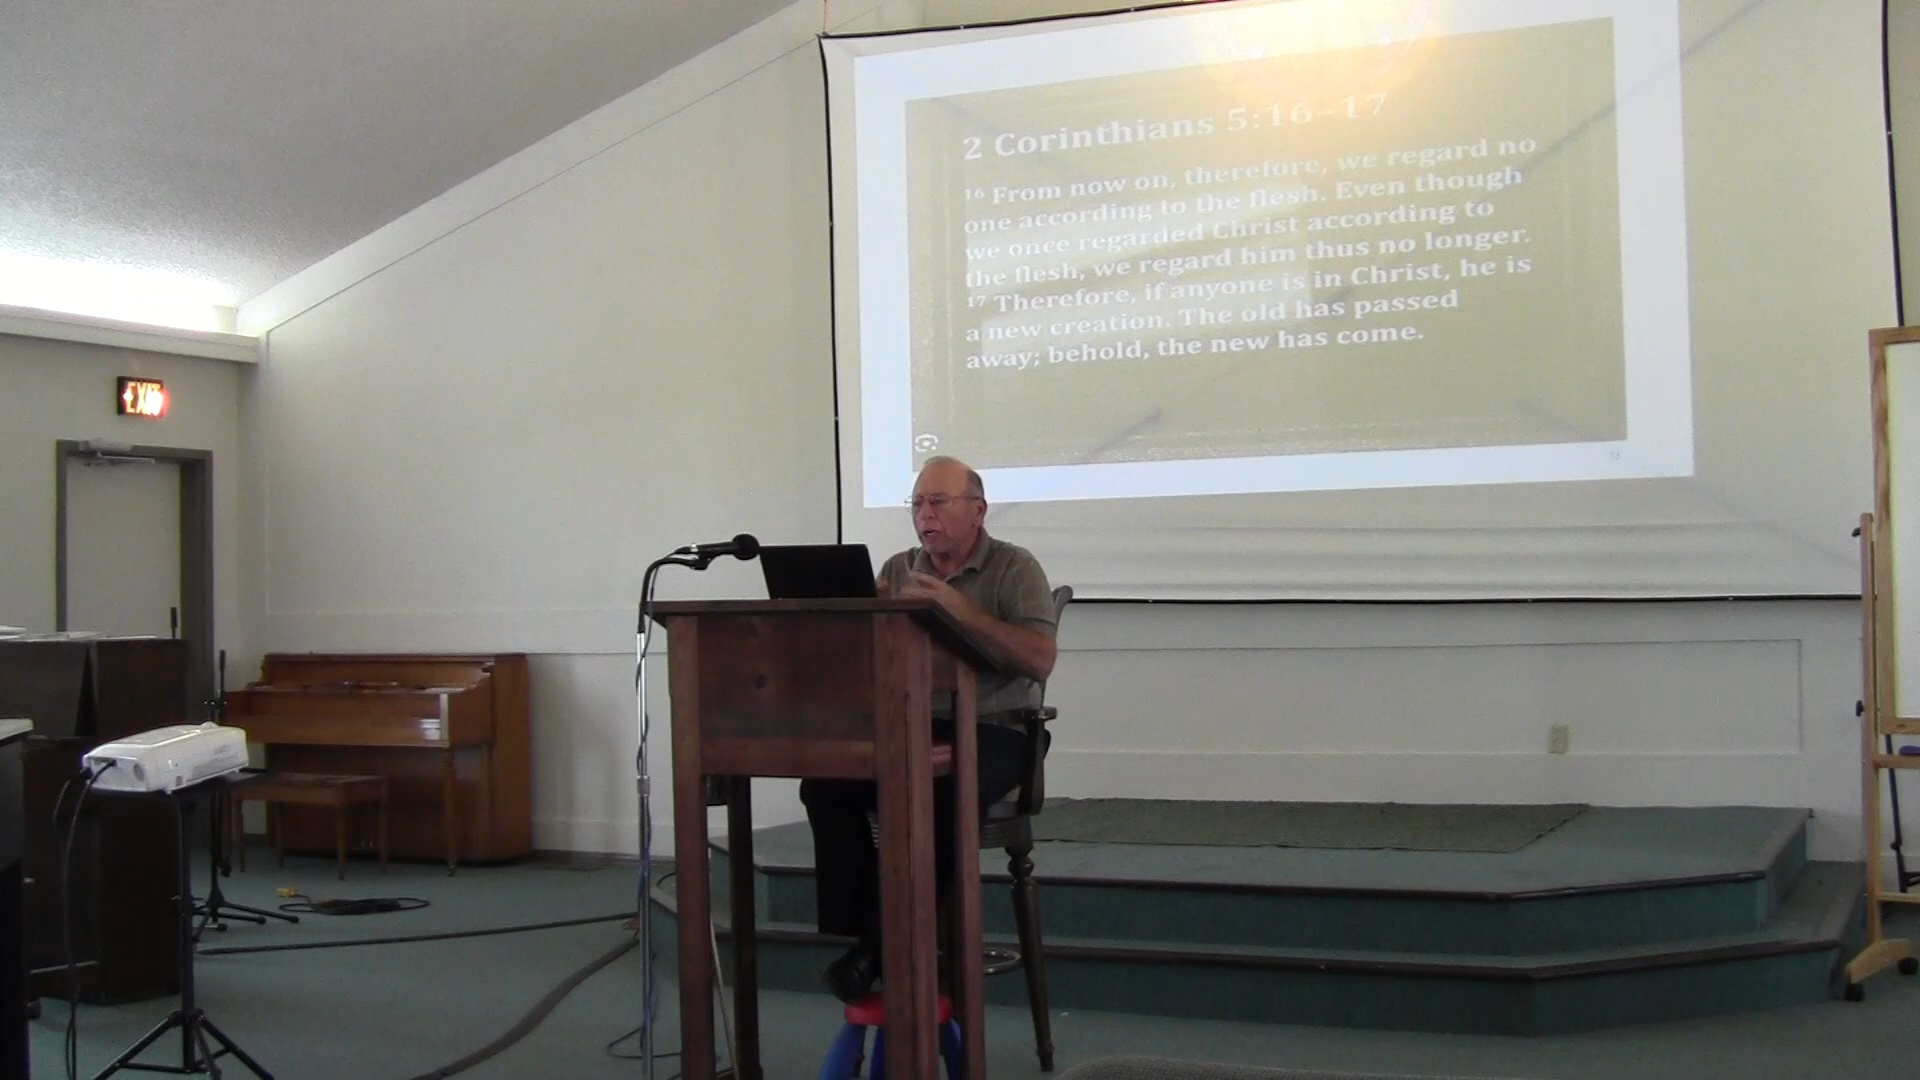 2 Corinthians 5:16-17
16 From now on, therefore, we regard no
one according to the flesh. Even though
we once regarded Christ according to
the flesh, we regard him thus no longer.
17 Therefore, if anyone is in Christ, he is
a new creation. The old has passed
away; behold, the new has come.
EXIT